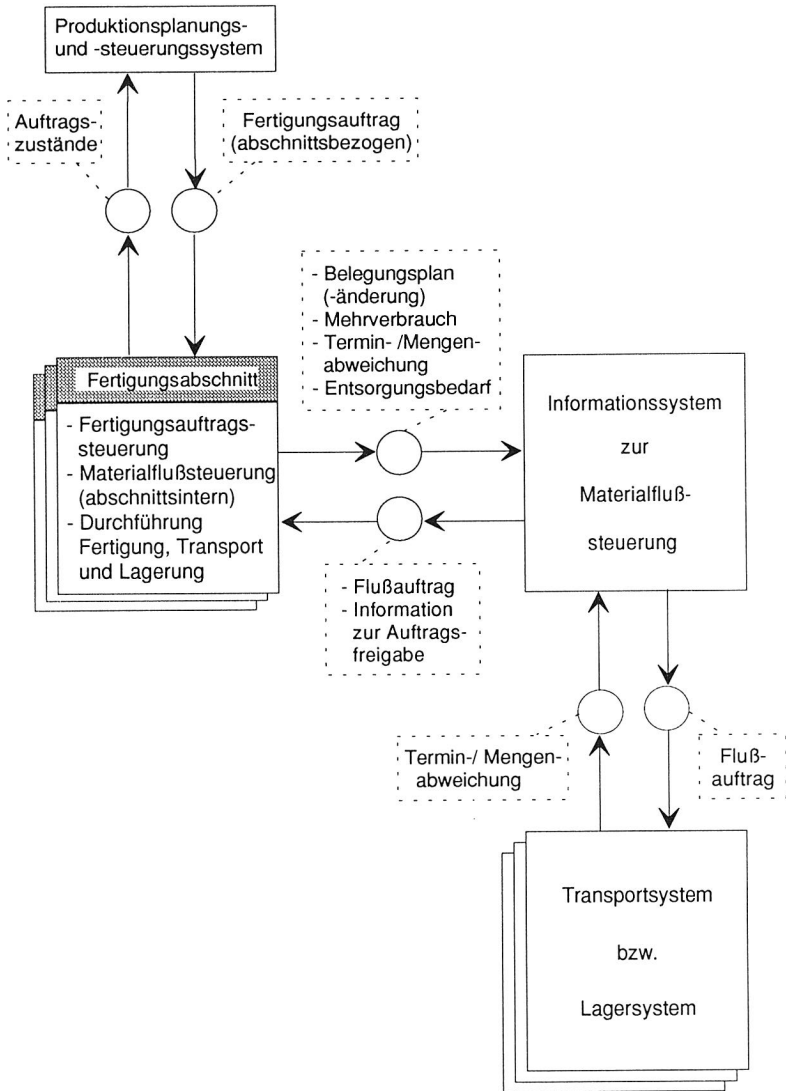 Produktionsplanungs-
und -steuerungssystem
Auftrags-
zustände
Fertigungsauftrag
(abschnittsbezogen)
- Belegungsplan
(-änderung)
- Mehrverbrauch
- Termin- /Mengen-
abweichung
- Entsorgungsbedarf
Fertigungsabschnitt
- Fertigungsauftrags-
steuerung
- Materialflußsteuerung
(abschnittsintern)
- Durchführung
Fertigung, Transport
und Lagerung
Informationssystem
zur
Materialfluß-
steuerung
- Flußauftrag
- Information
zur Auftrags-
freigabe
Termin-/ Mengen-
abweichung
Fluß-
auftrag
Transportsystem
bzw.
Lagersystem